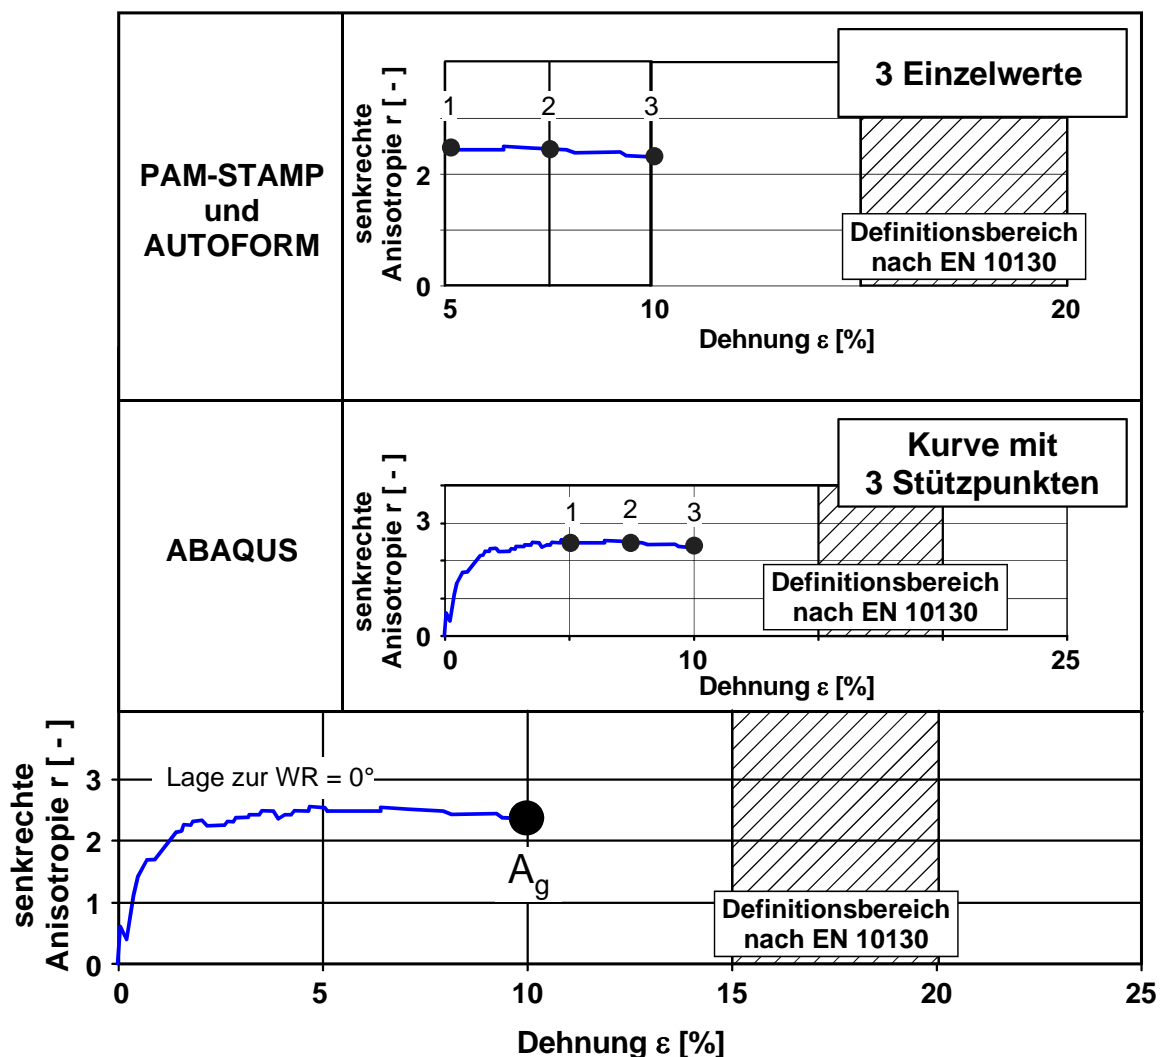 PAM-STAMP
und
AUTOFORM
senkrechte
Anisotropie r [ - ]
3 Einzelwerte
1
2
3
2
0
Definitionsbereich
nach EN 10130
5
10
20
Dehnung ε [%]
ABAQUS
senkrechte
Anisotropie r [ - ]
Kurve mit
3 Stützpunkten
3
1
2
3
0
Definitionsbereich
nach EN 10130
0
10
25
Dehnung ε [%]
senkrechte
Anisotropie r [ - ]
3
Lage zur WR = 0°
2
1
0
Ag
Definitionsbereich
nach EN 10130
0
5
10
15
20
25
Dehnung ε [%]